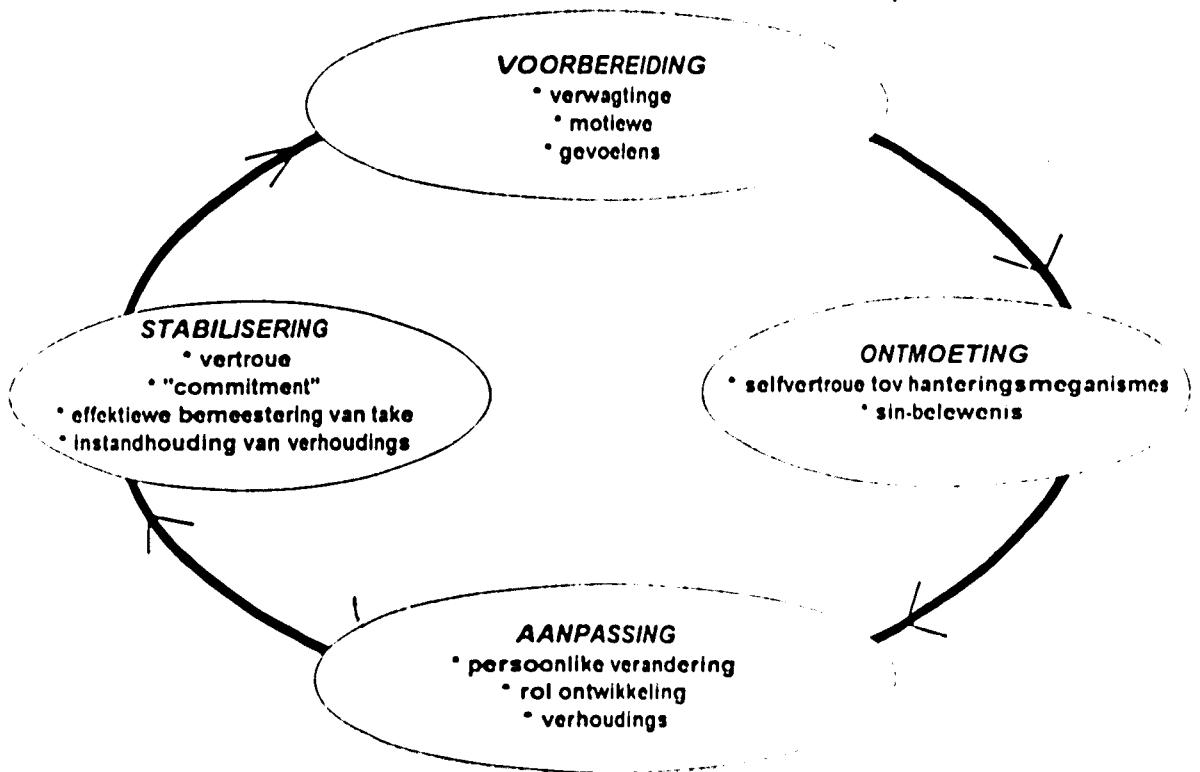 VOORBEREIDING
* verwagtinge
* motiewe
* gevoelens
STABILISERING
* vertroue
* "commitment"
* effektiewe bemeestering van take
* instandhouding van verhoudings
ONTMOETING
* selfvertroue tov hanteringsmeganismes
* sin-belewenis
AANPASSING
* persoonlike verandering
* rol ontwikkeling
* verhoudings